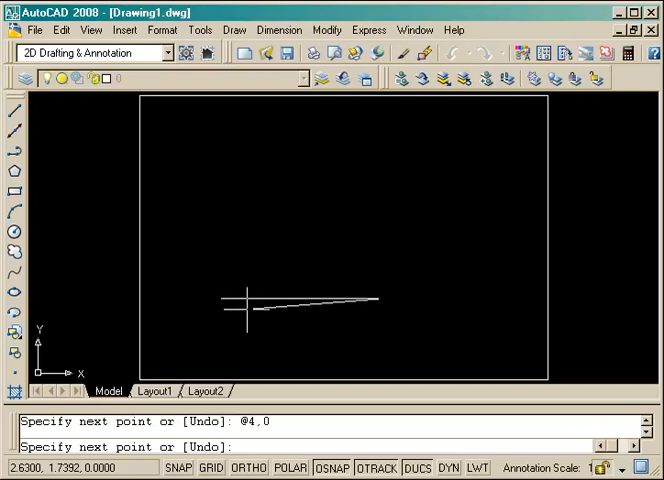 AutoCAD 2008 - [Drawing1.dwg]
File Edit View Insert Format Tools Draw Dimension Modify Express Window Help
2D Drafting & Annotation
0
Y
X
Model Layout1 Layout2
Specify next point or [Undo]: @4,0
Specify next point or [Undo]:
2.6300, 1.7392, 0.0000 SNAP GRID ORTHO POLAR OSNAP OTRACK DUCS DYN LWT Annotation Scale: 1